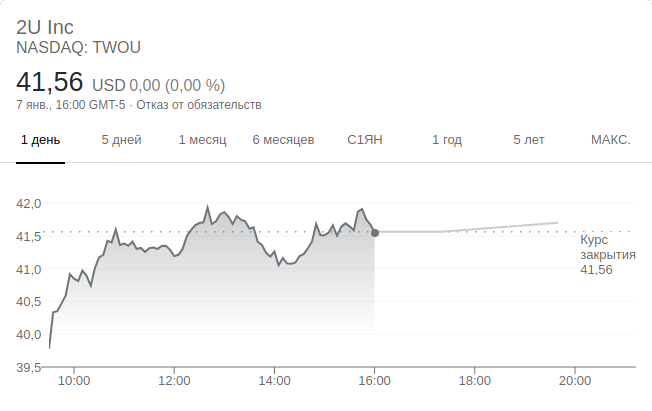 2U Inc
NASDAQ: TWOU
41,56 USD 0,00 (0,00 %)
7 янв., 16:00 GMT-5 · Отказ от обязательств
1 день 5 дней 1 месяц 6 месяцев С1ЯН 1 год 5 лет МАКС.
42,0
41,5
Курс
закрытия
41,56
41,0
40,5
40,0
39,5
10:00 12:00 14:00 16:00 18:00 20:00